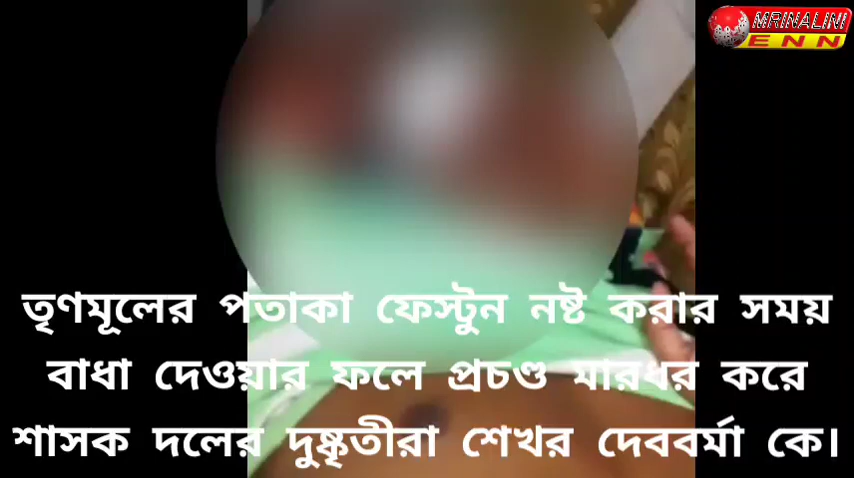 MRINALINI
ENN
তৃণমূলের পতাকা ফেস্টুন নষ্ট করার সময়
বাধা দেওয়ার ফলে প্রচণ্ড মারধর করে
শাসক দলের দুষ্কৃতীরা শেখর দেববর্মা কে।